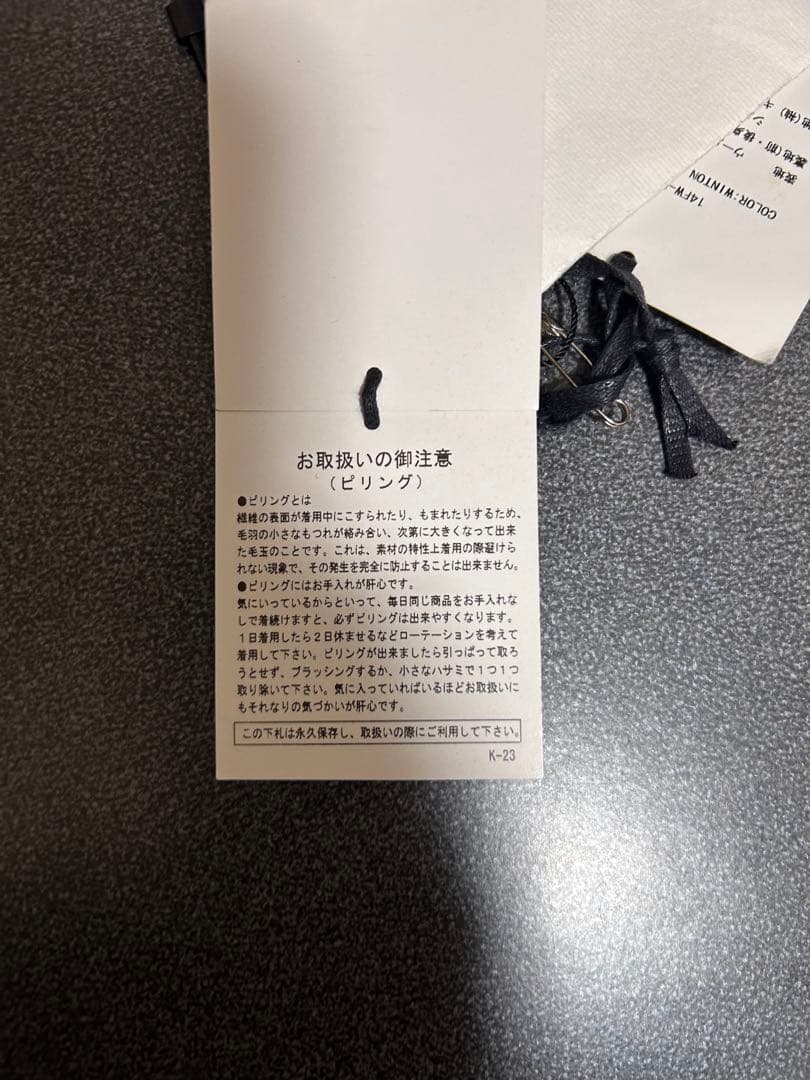 お取扱いの御注意
(ピリング)
●ピリングとは
繊維の表面が着用中にこすられたり、もまれたりするため、
毛羽の小さなもつれが絡み合い、次第に大きくなって出来
た毛玉のことです。これは、素材の特性上着用の際避けら
れない現象で、その発生を完全に防止することは出来ません。
●ピリングにはお手入れが肝心です。
気にいっているからといって、毎日同じ商品をお手入れな
しで着続けますと、必ずピリングは出来やすくなります。
1日着用したら2日休ませるなどローテーションを考えて
着用して下さい。ピリングが出来ましたら引っぱって取ろ
うとせず、ブラッシングするか、小さなハサミで1つ1つ
取り除いて下さい。気に入っていればいるほどお取扱いに
もそれなりの気づかいが肝心です。
この下札は永久保存し、取扱いの際にご利用して下さい。
K-23
14FW-
COLOR:WINTON
表地 ウー
裏地(前・後身
地(袖) キ